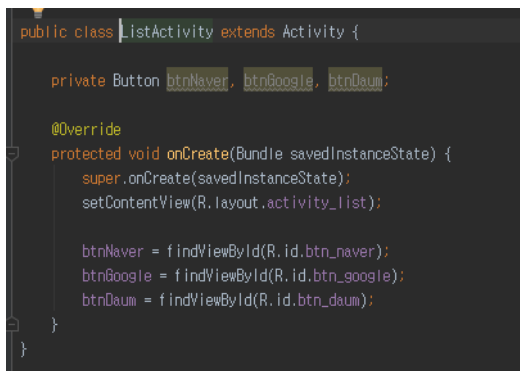 public class ListActivity extends Activity {
private Button btnNaver, btnGoogle, btnDaum;
@Override
protected void onCreate(Bundle savedInstanceState) {
super.onCreate(savedInstanceState);
setContentView(R.layout.activity_list);
btnNaver = findViewById(R.id.btn_naver);
btnGoogle = findViewById(R.id.btn_google);
btnDaum = findViewById(R.id.btn_daum);
}
}